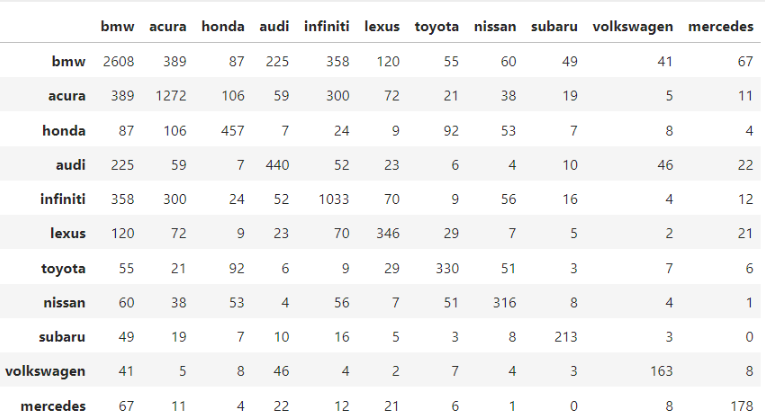 bmw acura honda audi infiniti lexus toyota nissan subaru volkswagen mercedes
bmw 2608 389 87 225 358 120 55 60 49 41 67
acura 389 1272 106 59 300 72 21 38 19 5 11
honda 87 106 457 7 24 9 92 53 7 8 4
audi 225 59 7 440 52 23 6 4 10 46 22
infiniti 358 300 24 52 1033 70 9 56 16 4 12
lexus 120 72 9 23 70 346 29 7 5 2 21
toyota 55 21 92 6 9 29 330 51 3 7 6
nissan 60 38 53 4 56 7 51 316 8 4 1
subaru 49 19 7 10 16 5 3 8 213 3 0
volkswagen 41 5 8 46 4 2 7 4 3 163 8
mercedes 67 11 4 22 12 21 6 1 0 8 178